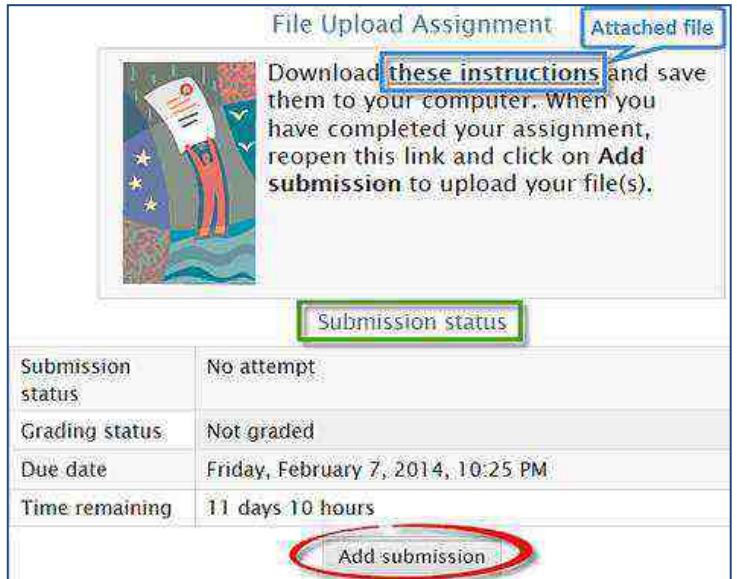 File Upload Assignment
Attached file
Download these instructions and save
them to your computer. When you
have completed your assignment,
reopen this link and click on Add
submission to upload your file(s).
Submission status
Submission
status
No attempt
Grading status
Not graded
Due date
Friday, February 7, 2014, 10:25 PM
Time remaining
11 days 10 hours
Add submission